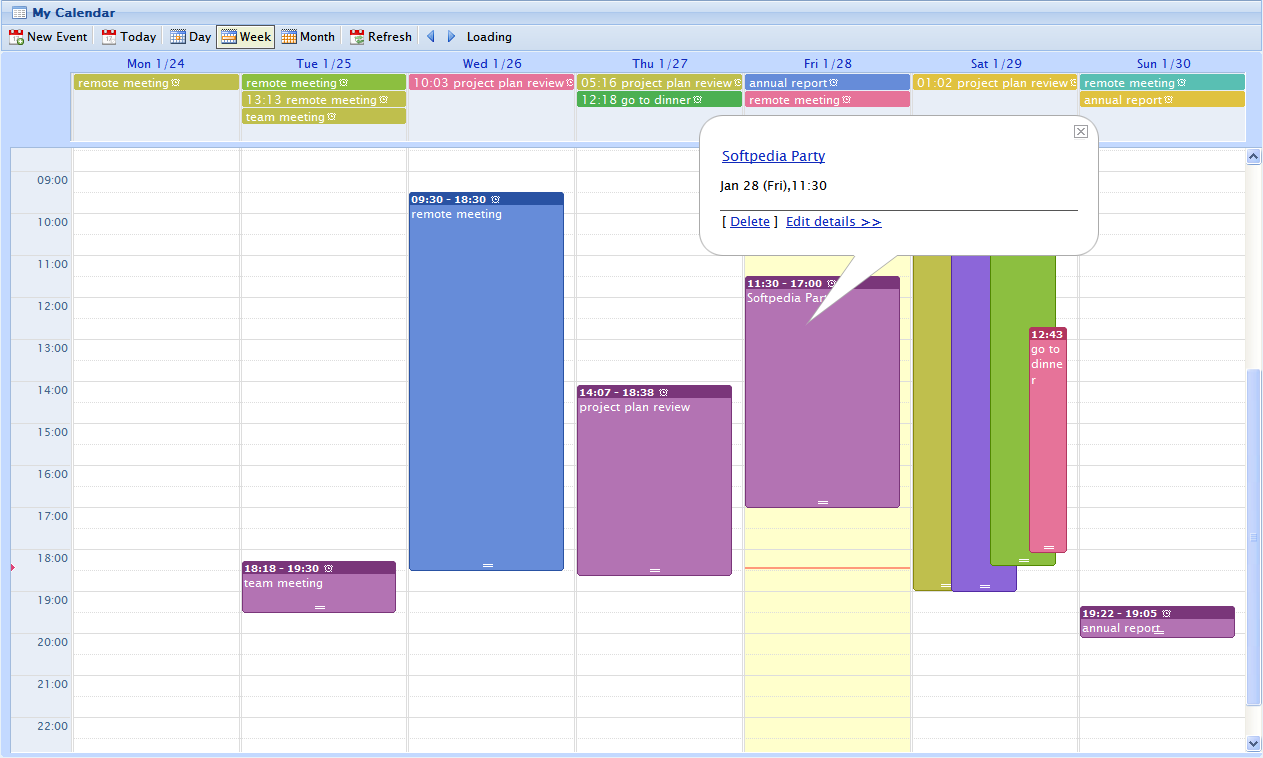 My Calendar
New Event Today Day Week Month Refresh Loading
Mon 1/24 Tue 1/25 Wed 1/26 Thu 1/27 Fri 1/28 Sat 1/29 Sun 1/30
remote meeting remote meeting 10:03 project plan review 05:16 project plan review annual report 01:02 project plan review remote meeting
13:13 remote meeting 12:18 go to dinner remote meeting annual report
team meeting
Softpedia Party
Jan 28 (Fri),11:30
[ Delete ] Edit details >>
09:00
10:00
11:00
12:00
13:00
14:00
15:00
16:00
17:00
18:00
19:00
20:00
21:00
22:00
18:18 - 19:30
team meeting
09:30 - 18:30
remote meeting
14:07 - 18:38
project plan review
11:30 - 17:00
Softpedia Part
12:43
go to
dinne
r
19:22 - 19:05
annual report